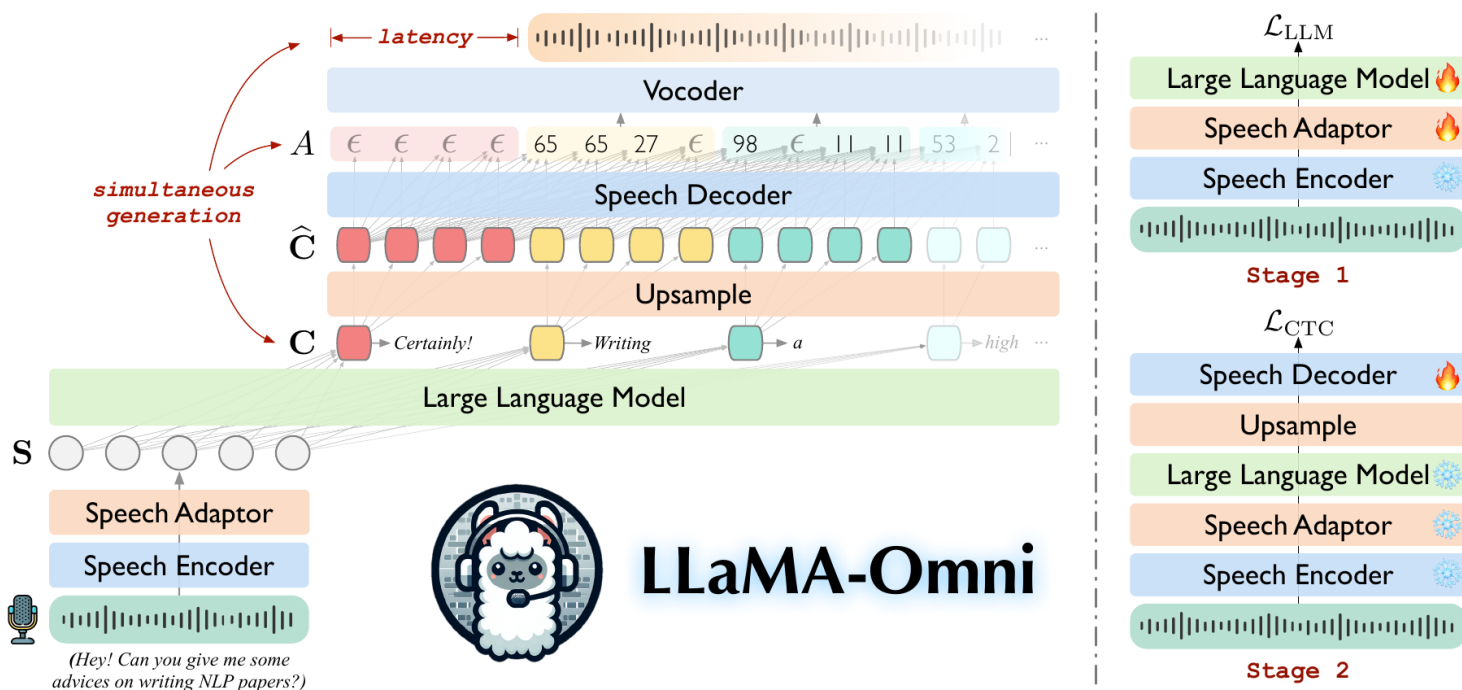 latency
...
Vocoder
A ϵ ϵ ϵ ϵ 65 65 27 ϵ 98 ϵ 11 11 53 2 ...
simultaneous
generation
Speech Decoder
Ĉ ...
Upsample
C Certainly! Writing a high ...
Large Language Model
S
Speech Adaptor
Speech Encoder
(Hey! Can you give me some
advices on writing NLP papers?)
LLaMA-Omni
ℒLLM
Large Language Model
Speech Adaptor
Speech Encoder
Stage 1
ℒCTC
Speech Decoder
Upsample
Large Language Model
Speech Adaptor
Speech Encoder
Stage 2